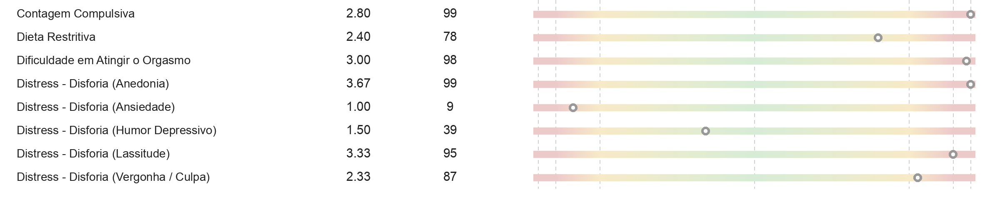 Contagem Compulsiva 2.80 99
Dieta Restritiva 2.40 78
Dificuldade em Atingir o Orgasmo 3.00 98
Distress - Disforia (Anedonia) 3.67 99
Distress - Disforia (Ansiedade) 1.00 9
Distress - Disforia (Humor Depressivo) 1.50 39
Distress - Disforia (Lassitude) 3.33 95
Distress - Disforia (Vergonha / Culpa) 2.33 87